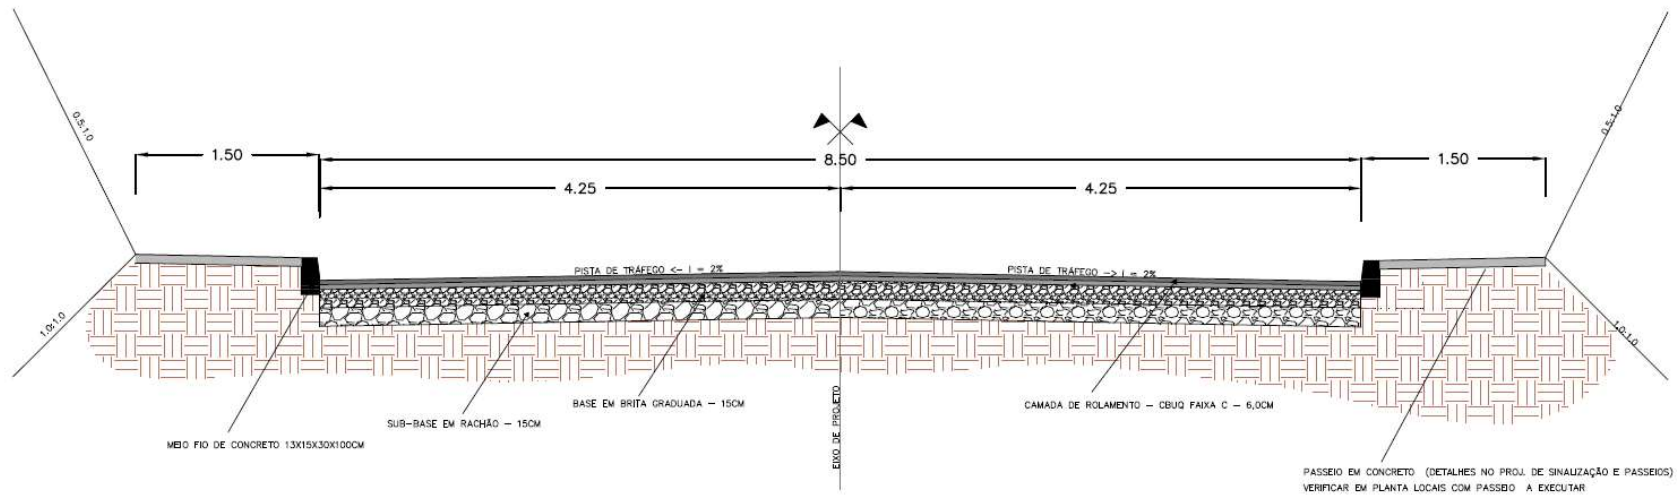 0.5:1.0
0.5:1.0
1.50
8.50
1.50
4.25
4.25
PISTA DE TRÁFEGO <- I = 2%
PISTA DE TRÁFEGO -> I = 2%
1.0:1.0
1.0:1.0
BASE EM BRITA GRADUADA - 15CM
CAMADA DE ROLAMENTO - CBUQ FAIXA C - 6,0CM
SUB-BASE EM RACHÃO - 15CM
EIXO DE PROJETO
MEIO FIO DE CONCRETO 13X15X30X100CM
PASSEIO EM CONCRETO (DETALHES NO PROJ. DE SINALIZAÇÃO E PASSEIOS)
VERIFICAR EM PLANTA LOCAIS COM PASSEIO A EXECUTAR